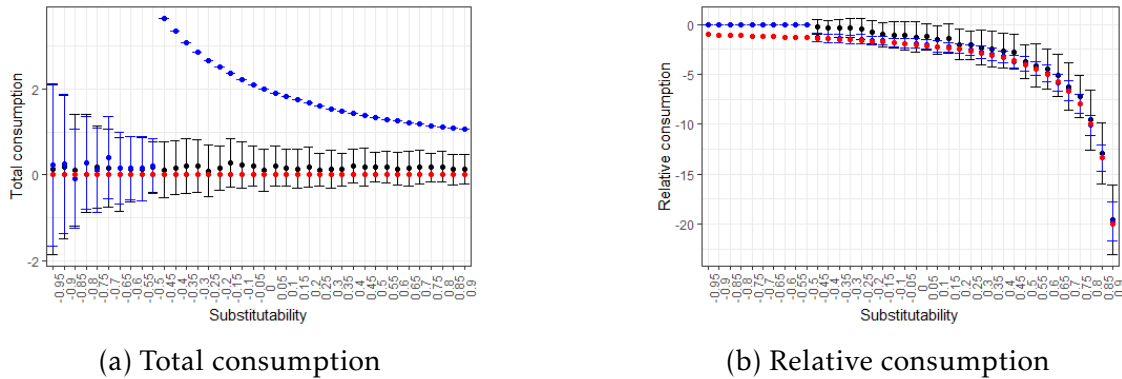 Total consumption
2
0
-2
-0.95 -0.9 -0.85 -0.8 -0.75 -0.7 -0.65 -0.6 -0.55 -0.5 -0.45 -0.4 -0.35 -0.3 -0.25 -0.2 -0.15 -0.1 -0.05 0 0.05 0.1 0.15 0.2 0.25 0.3 0.35 0.4 0.45 0.5 0.55 0.6 0.65 0.7 0.75 0.8 0.85 0.9
Substitutability
(a) Total consumption
Relative consumption
0
-5
-10
-15
-20
-0.95 -0.9 -0.85 -0.8 -0.75 -0.7 -0.65 -0.6 -0.55 -0.5 -0.45 -0.4 -0.35 -0.3 -0.25 -0.2 -0.15 -0.1 -0.05 0 0.05 0.1 0.15 0.2 0.25 0.3 0.35 0.4 0.45 0.5 0.55 0.6 0.65 0.7 0.75 0.8 0.85 0.9
Substitutability
(b) Relative consumption